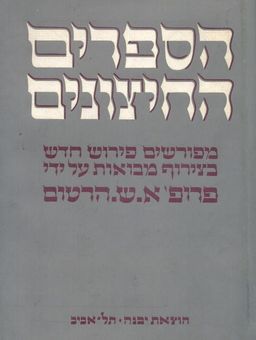 הספרים
החיצונים
מפורשים פירוש חדש
בצירוף מבואות על ידי
פרופ' א.ש.הרטום
הוצאת יבנה · תל־אביב